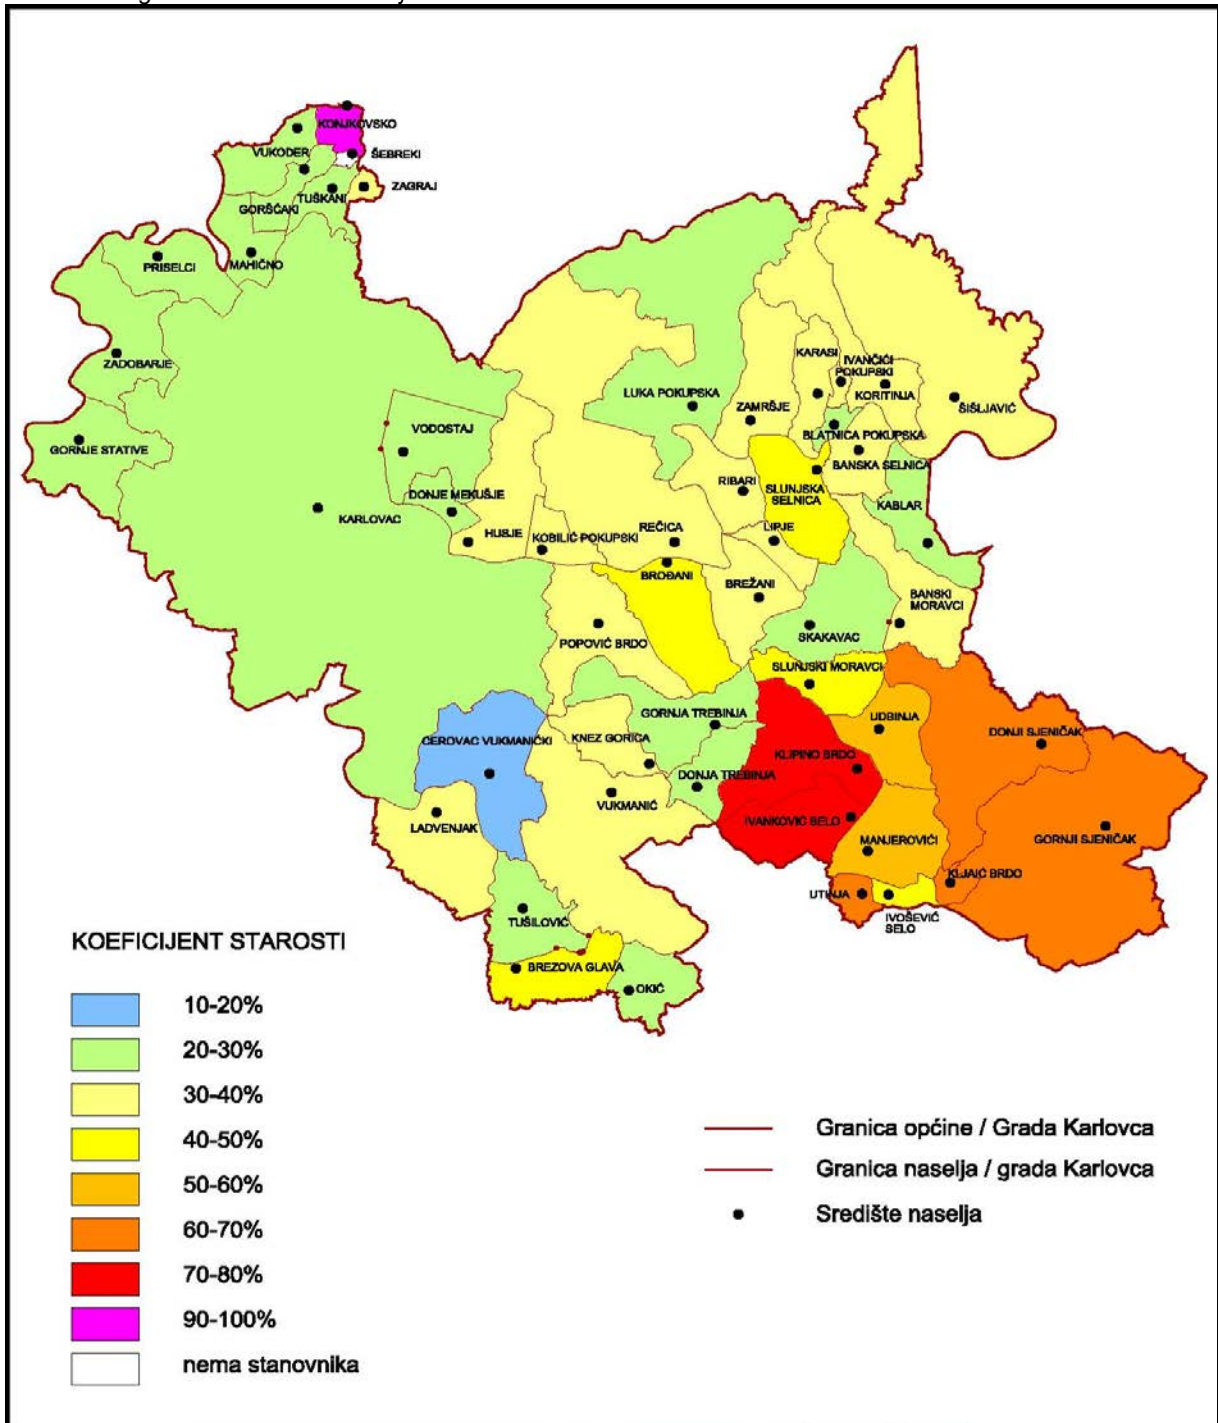 KONJKOVSKO
VUKODER
ŠEBREKI
ZAGRAJ
TUŠKANI
GORŠĆAKI
PRISELCI
MAHIČNO
ZADOBARJE
GORNJE STATIVE
KARLOVAC
VODOSTAJ
DONJE MEKUŠJE
HUSJE
KOBILIĆ POKUPSKI
REČICA
LUKA POKUPSKA
ZAMRŠJE
KARASI
IVANČIĆI
POKUPSKI
KORITINJA
ŠIŠLJAVIĆ
BLATNICA POKUPSKA
BANSKA SELNICA
RIBARI
SLUNJSKA
SELNICA
KABLAR
LIPJE
BROĐANI
BREŽANI
BANSKI
MORAVCI
POPOVIĆ BRDO
SKAKAVAC
SLUNJSKI MORAVCI
GORNJA TREBINJA
UDBINJA
DONJI SJENIČAK
CEROVAC VUKMANIĆKI
KNEZ GORICA
KLIPINO BRDO
DONJA TREBINJA
VUKMANIĆ
LADVENJAK
IVANKOVIĆ SELO
MANJEROVIĆI
GORNJI SJENIČAK
KLJAIĆ BRDO
UTINJA
IVOŠEVIĆ
SELO
TUŠILOVIĆ
BREZOVA GLAVA
OKIĆ
KOEFICIJENT STAROSTI
10-20%
20-30%
30-40%
40-50%
50-60%
60-70%
70-80%
90-100%
nema stanovnika
Granica općine / Grada Karlovca
Granica naselja / grada Karlovca
Središte naselja